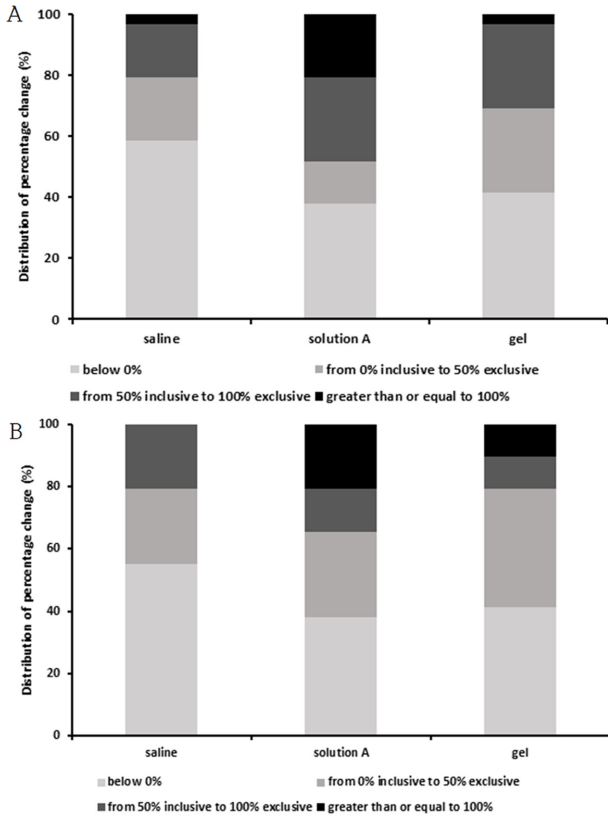 A
Distribution of percentage change (%)
100
80
60
40
20
0
saline solution A gel
below 0% from 0% inclusive to 50% exclusive
from 50% inclusive to 100% exclusive greater than or equal to 100%
B
Distribution of percentage change (%)
100
80
60
40
20
0
saline solution A gel
below 0% from 0% inclusive to 50% exclusive
from 50% inclusive to 100% exclusive greater than or equal to 100%